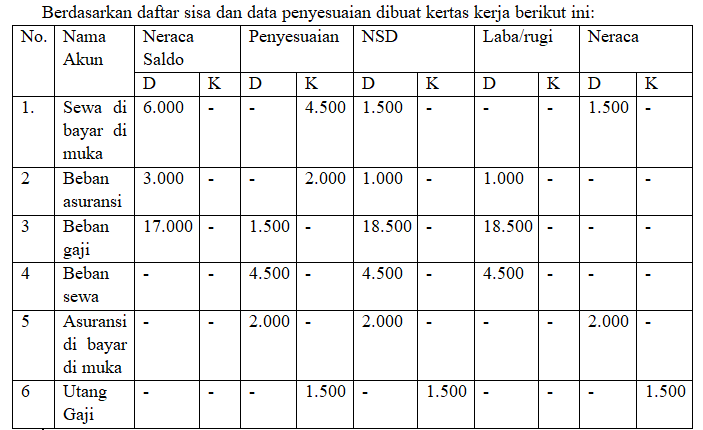 Berdasarkan daftar sisa dan data penyesuaian dibuat kertas kerja berikut ini:
No. Nama Akun Neraca Saldo Penyesuaian NSD Laba/rugi Neraca
D K D K D K D K D K
1. Sewa di bayar di muka 6.000 - - 4.500 1.500 - - - 1.500 -
2 Beban asuransi 3.000 - - 2.000 1.000 - 1.000 - - -
3 Beban gaji 17.000 - 1.500 - 18.500 - 18.500 - - -
4 Beban sewa - - 4.500 - 4.500 - 4.500 - - -
5 Asuransi di bayar di muka - - 2.000 - 2.000 - - - 2.000 -
6 Utang Gaji - - - 1.500 - 1.500 - - - 1.500